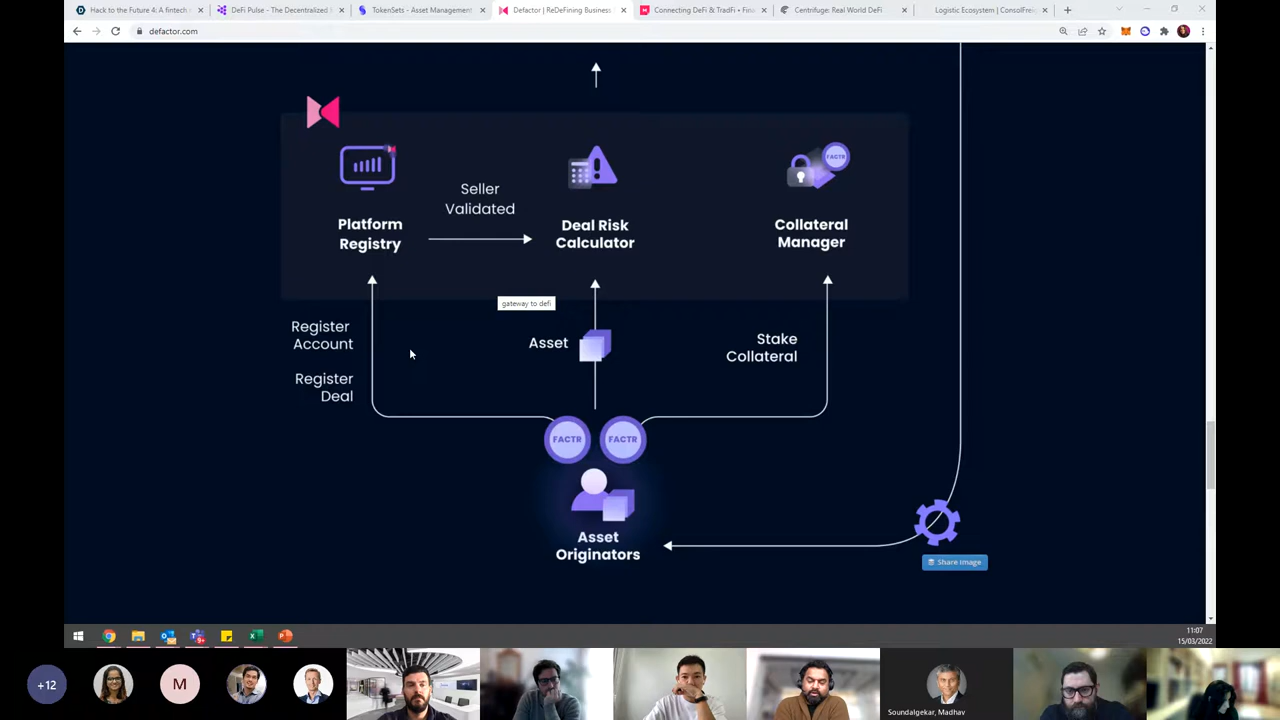 Hack to the Future 4: A fintech
DeFi Pulse - The Decentralized
TokenSets - Asset Management
Defactor | ReDeFining Business
Connecting DeFi & TradFi • Fin
Centrifuge: Real World DeFi
Logistic Ecosystem | ConsolFrei
defactor.com
FACTR
Seller
Validated
Platform
Registry
Deal Risk
Calculator
Collateral
Manager
gateway to defi
Register
Account
Asset
Stake
Collateral
Register
Deal
FACTR
FACTR
Asset
Originators
Share Image
11:07
15/03/2022
+12
M
Soundalgekar, Madhav